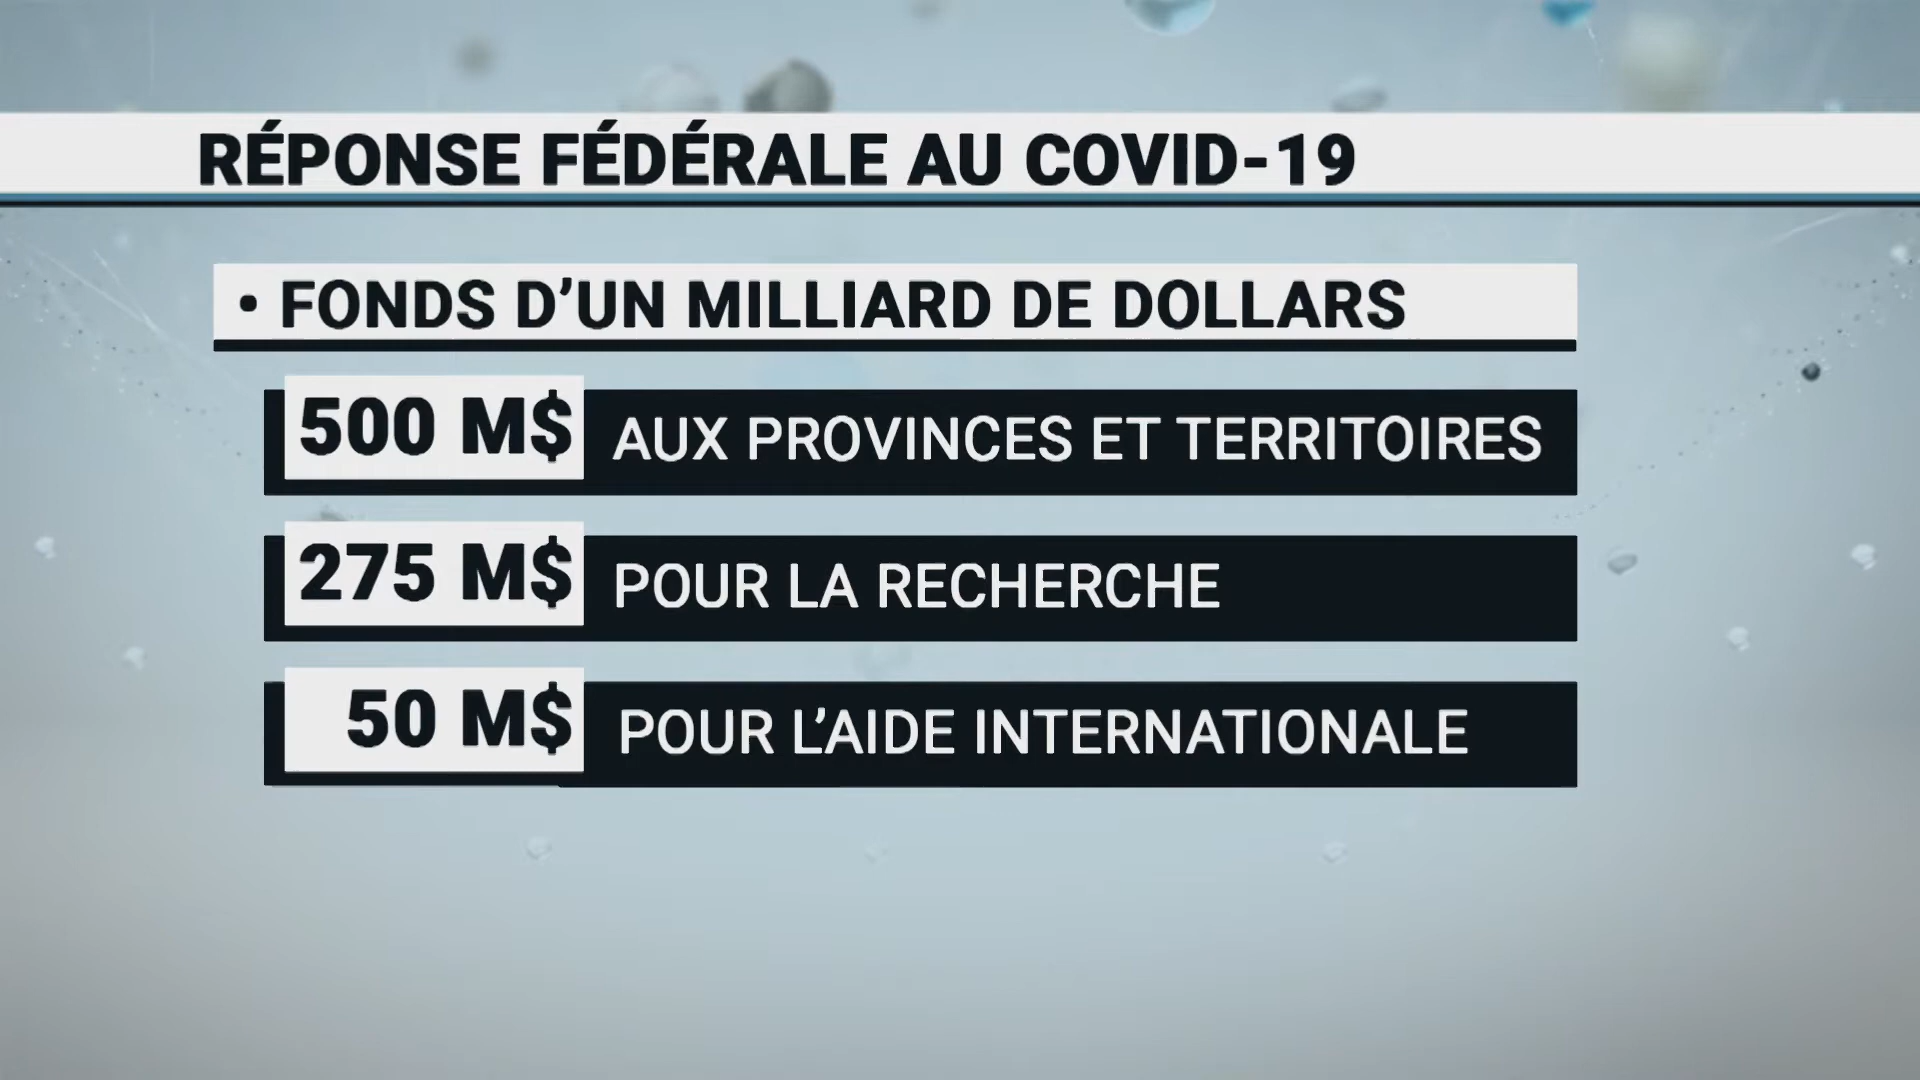 RÉPONSE FÉDÉRALE AU COVID-19
• FONDS D’UN MILLIARD DE DOLLARS
500 M$ AUX PROVINCES ET TERRITOIRES
275 M$ POUR LA RECHERCHE
50 M$ POUR L’AIDE INTERNATIONALE